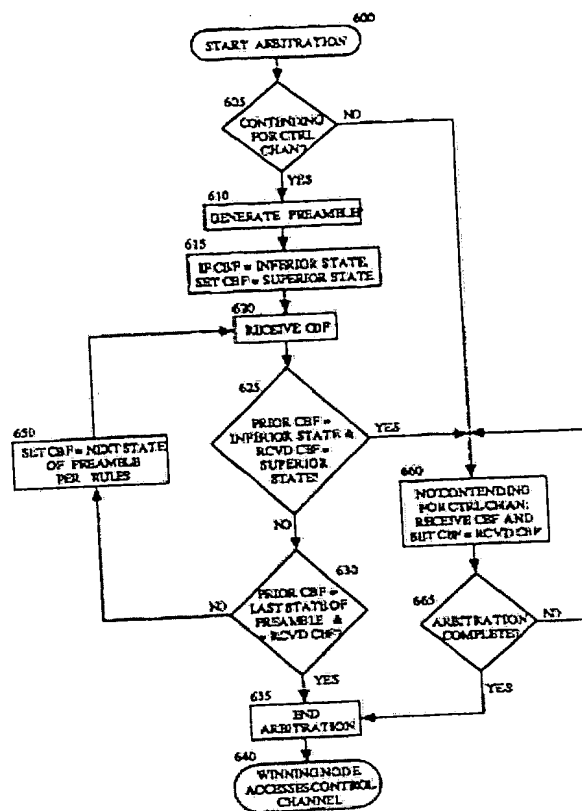 600
START ARBITRATION
605
CONTENDING
FOR CTRL
CHAN?
NO
YES
610
GENERATE PREAMBLE
615
IF CBF = INFERIOR STATE,
SET CBF = SUPERIOR STATE
620
RECEIVE CBF
625
PRIOR CBF =
INFERIOR STATE &
RCVD CBF =
SUPERIOR
STATE?
YES
NO
650
SET CBF = NEXT STATE
OF PREAMBLE
PER RULES
660
NOT CONTENDING
FOR CTRL CHAN;
RECEIVE CBF AND
SET CBF = RCVD CBF
630
PRIOR CBF =
LAST STATE OF
PREAMBLE &
= RCVD CBF?
NO
YES
665
ARBITRATION
COMPLETE?
NO
YES
635
END
ARBITRATION
640
WINNING NODE
ACCESSES CONTROL
CHANNEL